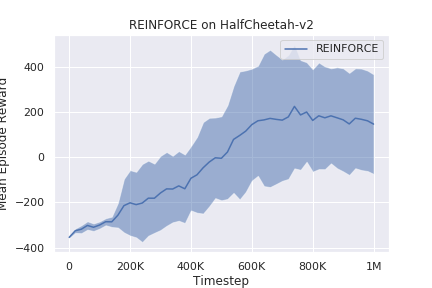 REINFORCE on HalfCheetah-v2
REINFORCE
Mean Episode Reward
400
200
0
−200
−400
0 200K 400K 600K 800K 1M
Timestep